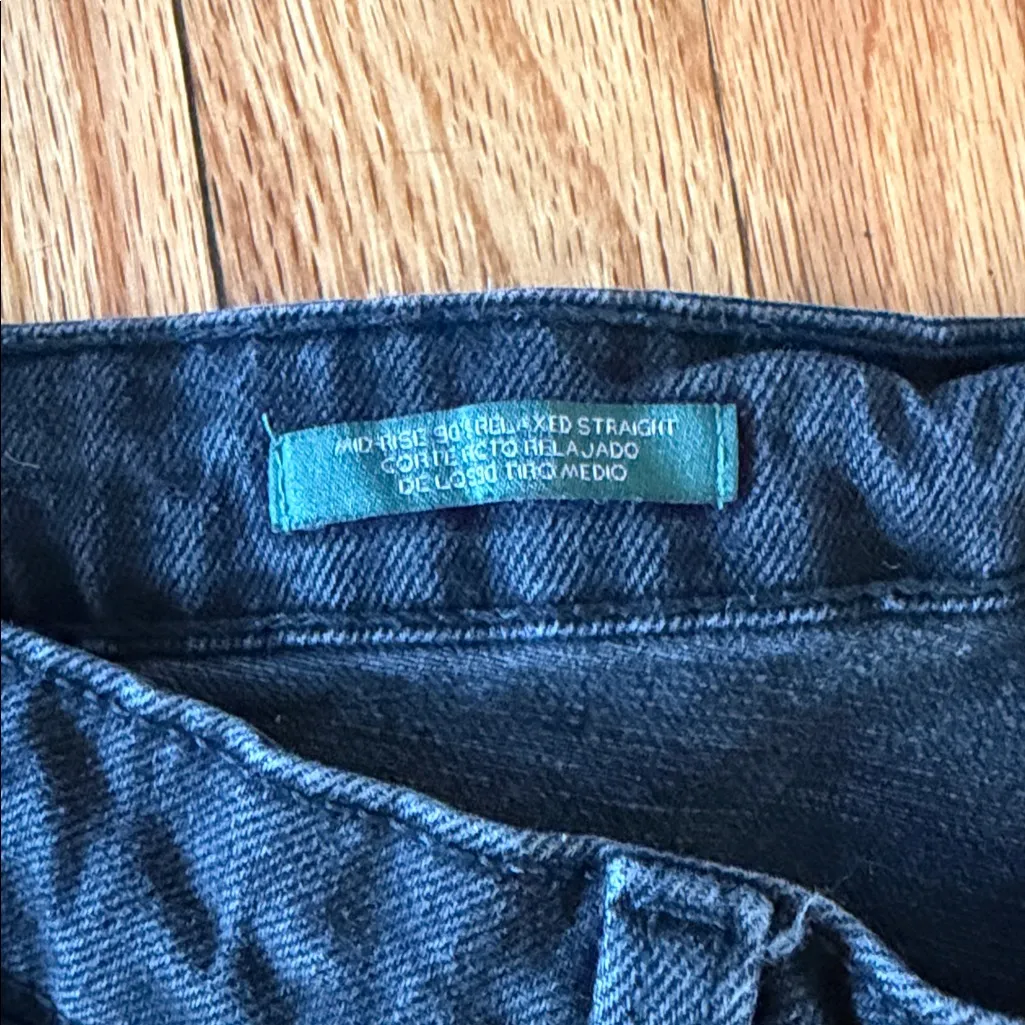 MID-RISE 90'S RELAXED STRAIGHT
CORTE RECTO RELAJADO
DE LOS 90 TIRO MEDIO